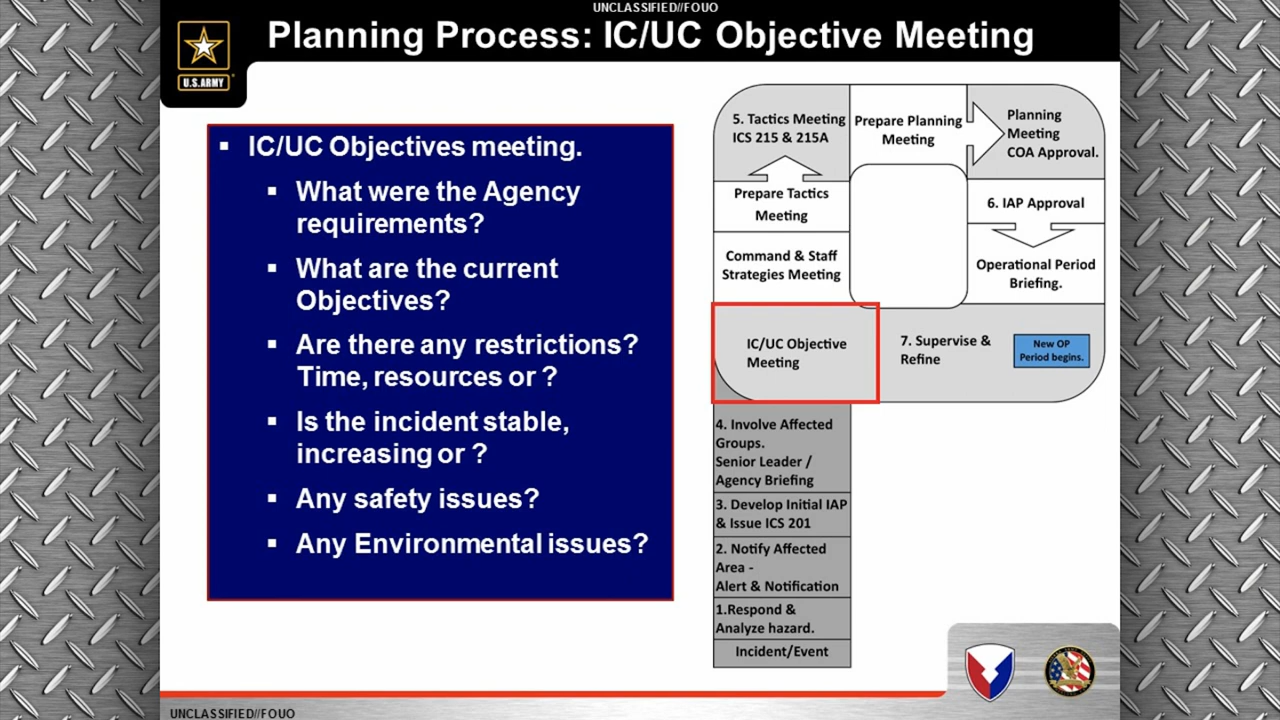 UNCLASSIFIED//FOUO
Planning Process: IC/UC Objective Meeting
U.S.ARMY
▪ IC/UC Objectives meeting.
▪ What were the Agency
requirements?
▪ What are the current
Objectives?
▪ Are there any restrictions?
Time, resources or ?
▪ Is the incident stable,
increasing or ?
▪ Any safety issues?
▪ Any Environmental issues?
5. Tactics Meeting
ICS 215 & 215A
Prepare Planning
Meeting
Planning
Meeting
COA Approval.
Prepare Tactics
Meeting
6. IAP Approval
Command & Staff
Strategies Meeting
Operational Period
Briefing.
IC/UC Objective
Meeting
7. Supervise &
Refine
New OP
Period begins.
4. Involve Affected
Groups.
Senior Leader /
Agency Briefing
3. Develop Initial IAP
& Issue ICS 201
2. Notify Affected
Area -
Alert & Notification
1.Respond &
Analyze hazard.
Incident/Event
UNCLASSIFIED//FOUO